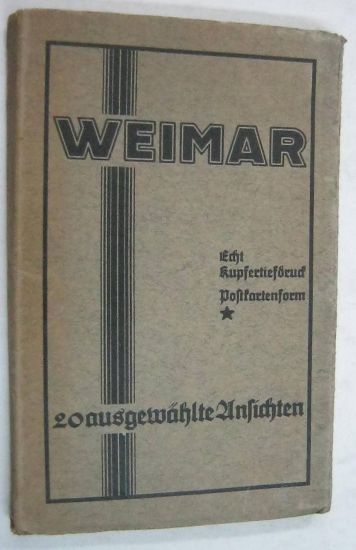 WEIMAR
Echt
Kupfertiefdruck
Postkartenform
★
20 ausgewählte Ansichten